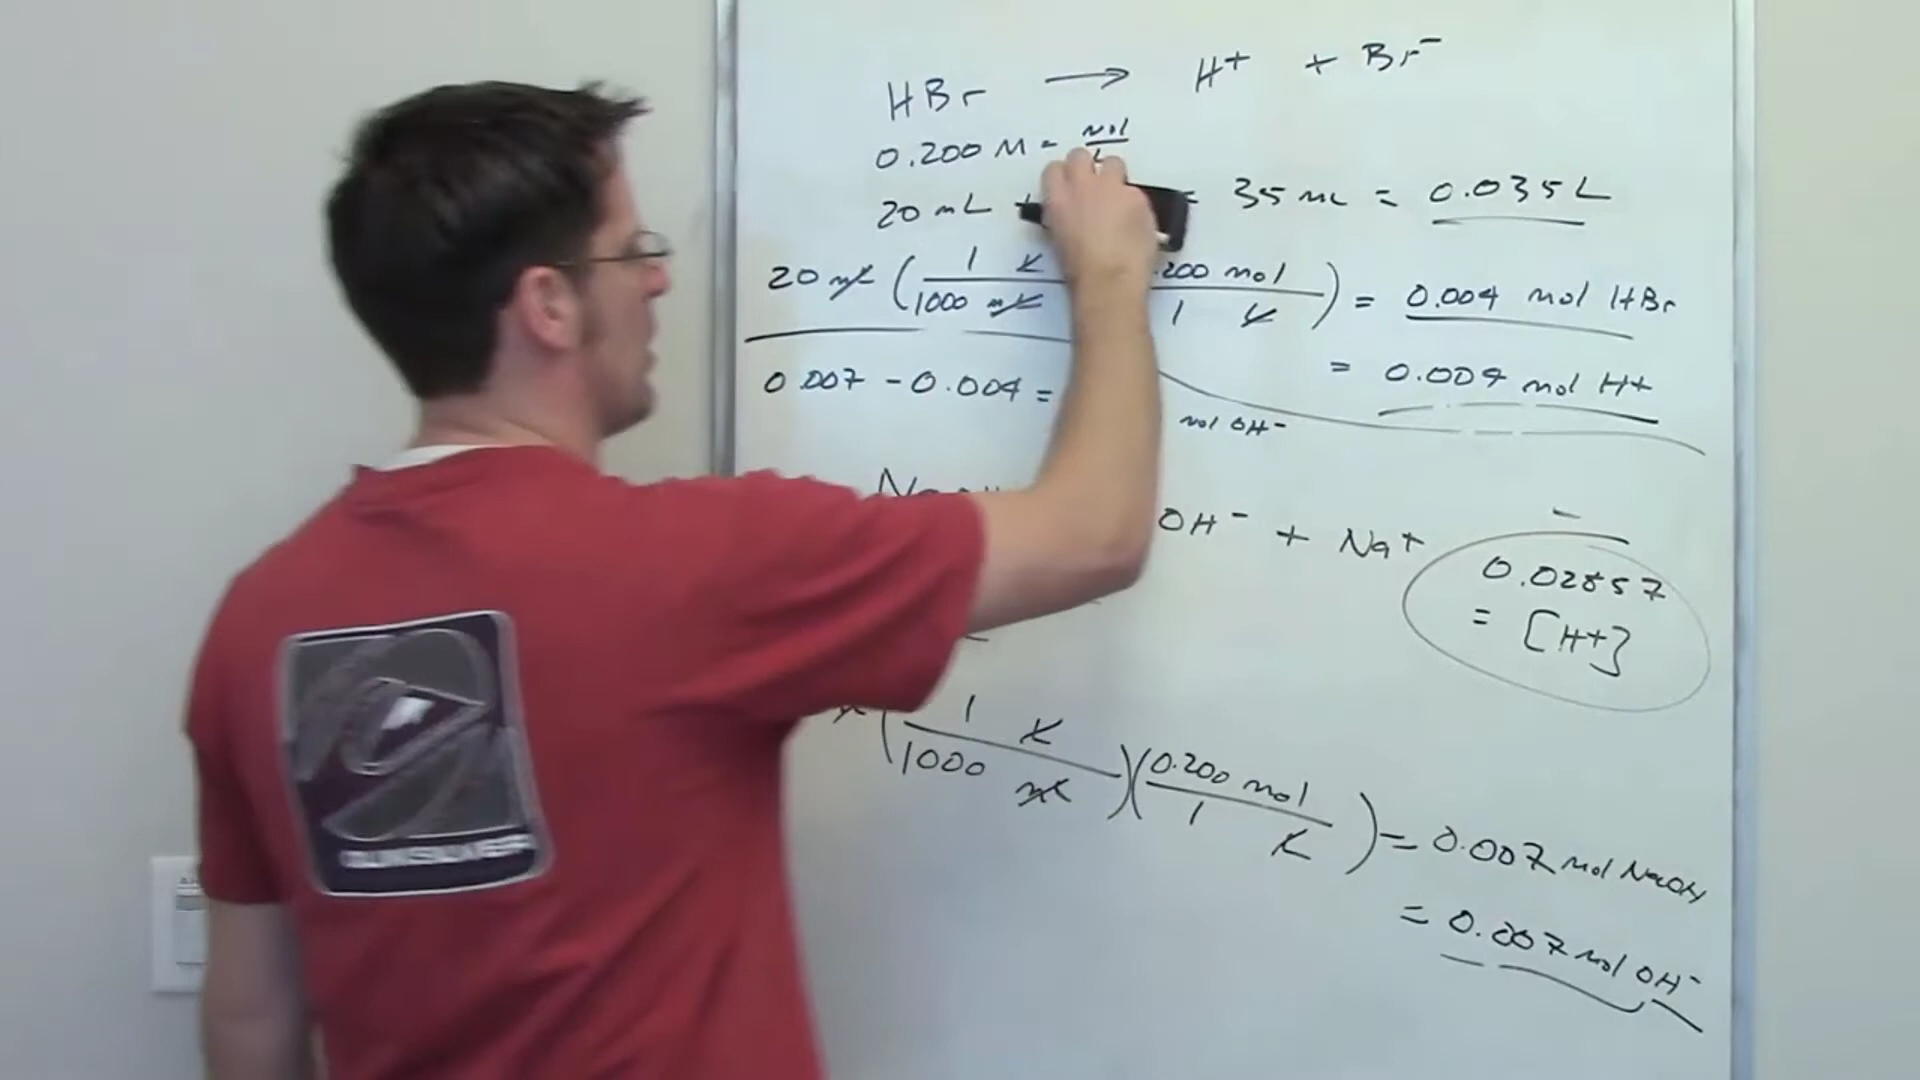 HBr → H+ + Br-
0.200 M = mol
20 mL = 35 mL = 0.035 L
20 mL ( 1 L / 1000 mL .200 mol / 1 L ) = 0.004 mol HBr
= 0.004 mol H+
0.007 - 0.004 =
mol OH-
OH- + Na+
0.02857
= [H+]
( 1 L / 1000 mL )( 0.200 mol / 1 L ) = 0.007 mol NaOH
= 0.007 mol OH-
QUIKSILVER